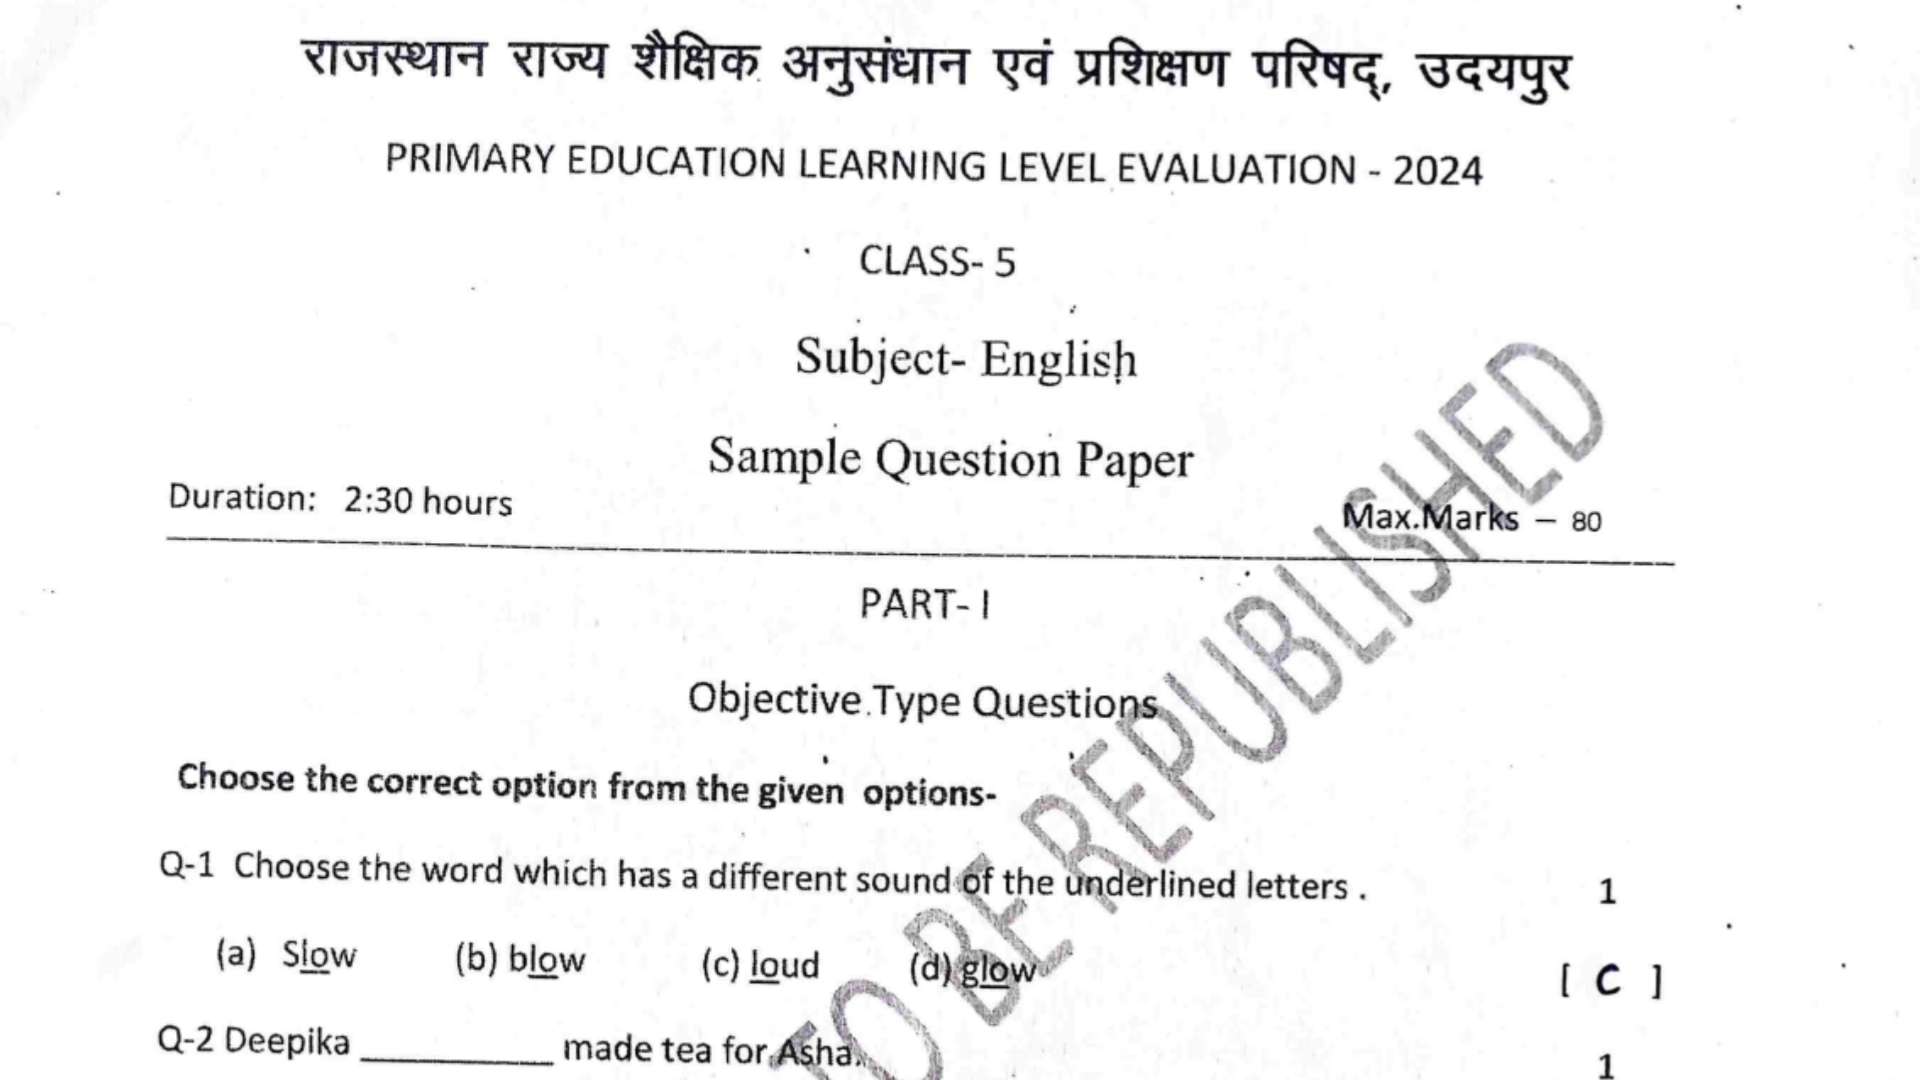 राजस्थान राज्य शैक्षिक अनुसंधान एवं प्रशिक्षण परिषद्, उदयपुर
PRIMARY EDUCATION LEARNING LEVEL EVALUATION - 2024
CLASS- 5
Subject- English
Sample Question Paper
Duration: 2:30 hours Max.Marks – 80
PART- I
Objective Type Questions
Choose the correct option from the given options-
Q-1 Choose the word which has a different sound of the underlined letters . 1
(a) Slow (b) blow (c) loud (d) glow [ C ]
Q-2 Deepika __________ made tea for Asha. 1
TO BE REPUBLISHED